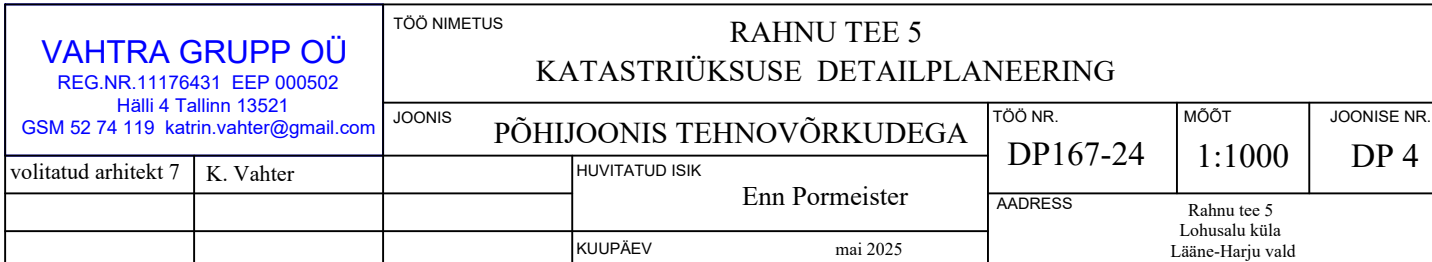 VAHTRA GRUPP OÜ
REG.NR.11176431 EEP 000502
Hälli 4 Tallinn 13521
GSM 52 74 119 katrin.vahter@gmail.com
TÖÖ NIMETUS
RAHNU TEE 5
KATASTRIÜKSUSE DETAILPLANEERING
JOONIS
PÕHIJOONIS TEHNOVÕRKUDEGA
TÖÖ NR.
DP167-24
MÕÕT
1:1000
JOONISE NR.
DP 4
volitatud arhitekt 7
K. Vahter
HUVITATUD ISIK
Enn Pormeister
AADRESS
Rahnu tee 5
Lohusalu küla
Lääne-Harju vald
KUUPÄEV
mai 2025